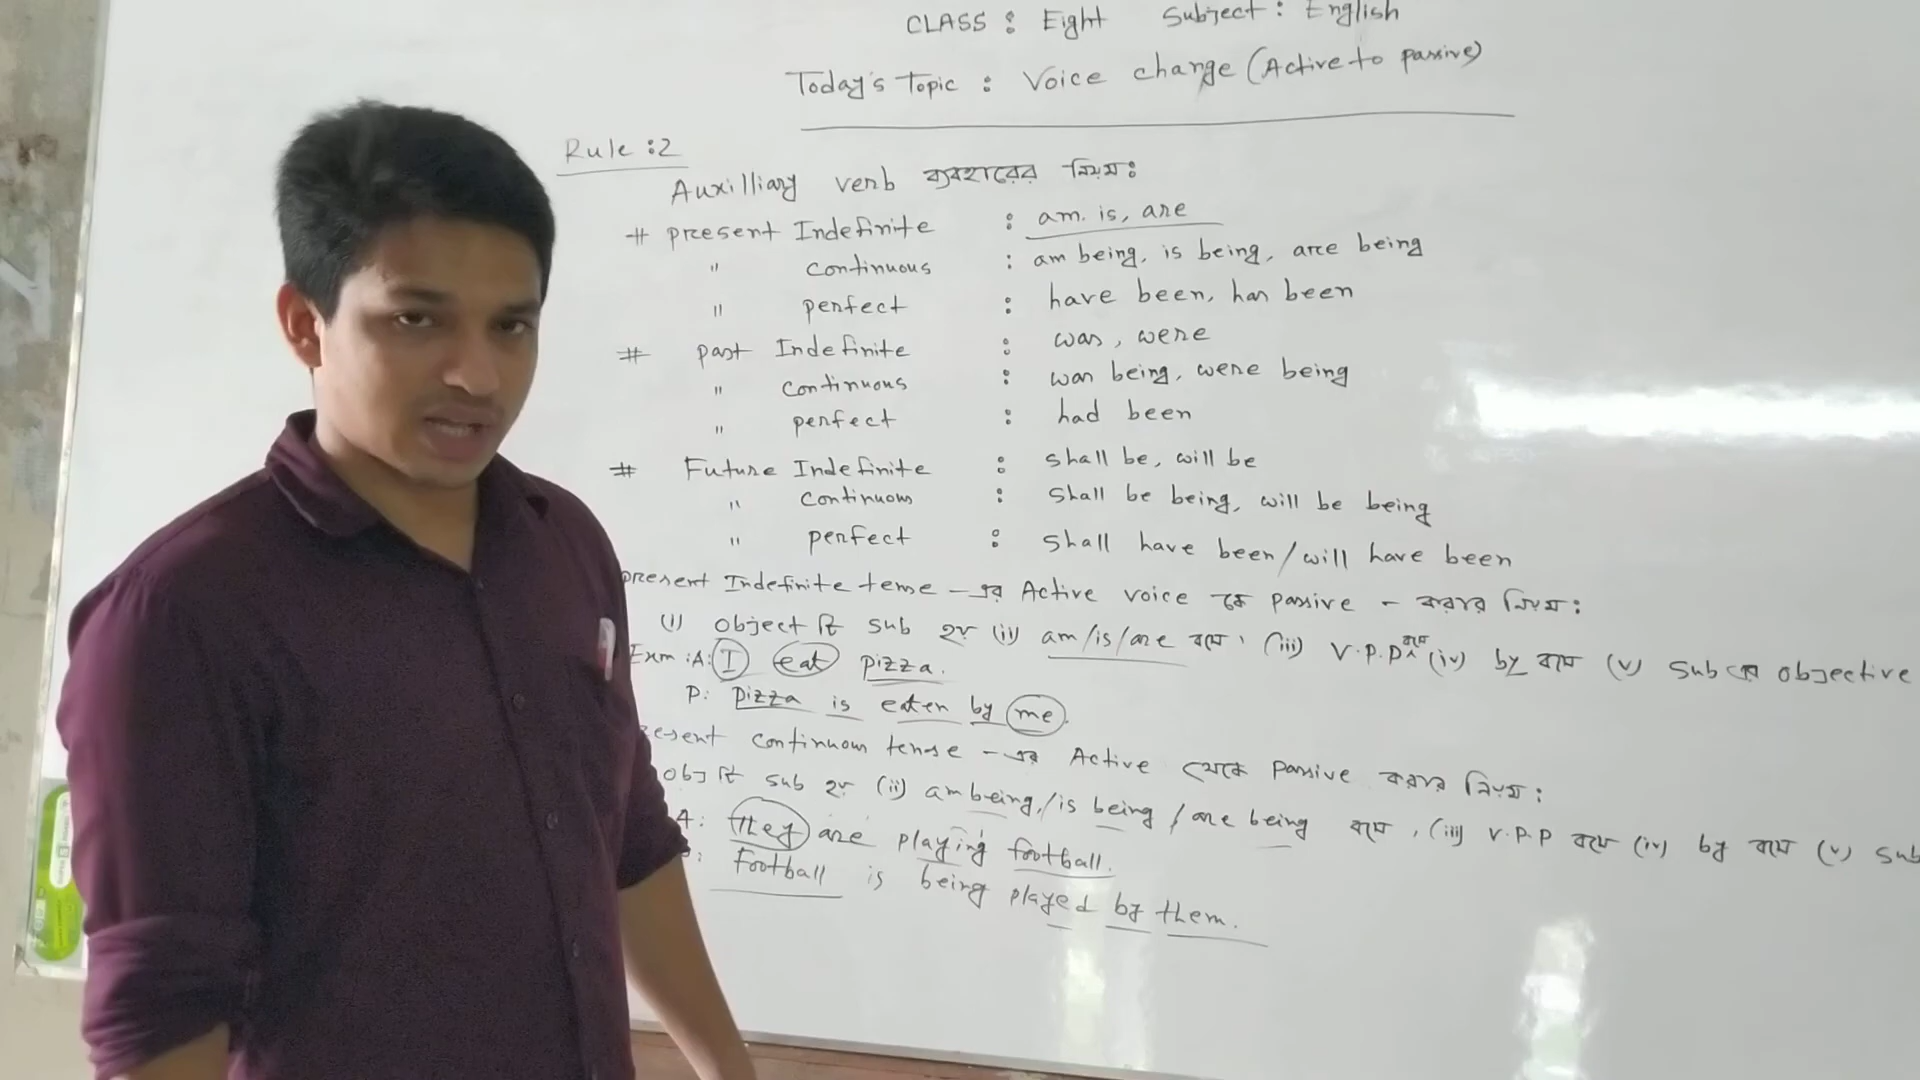 CLASS : Eight Subject : English
Today's Topic : Voice change (Active to passive)
Rule :2
Auxilliary verb ব্যবহারের নিয়ম:
# present Indefinite : am. is, are
" continuous : am being, is being, are being
" perfect : have been, has been
# past Indefinite : was, were
" continuous : was being, were being
" perfect : had been
# Future Indefinite : shall be, will be
" continuous : shall be being, will be being
" perfect : shall have been/will have been
present Indefinite tense - এর Active voice কে passive - করার নিয়ম:
(i) object টি sub হয় (ii) am/is/are বসে, (iii) V.P.P বসে (iv) by বসে (v) sub এর objective
Exm :A: I eat pizza.
P: pizza is eaten by me.
continuous tense - এর Active থেকে passive করার নিয়ম:
obj টি sub হয় (ii) am being,/is being /are being বসে, (iii) V.P.P বসে (iv) by বসে (v) sub
A: They are playing football.
Football is being played by them.